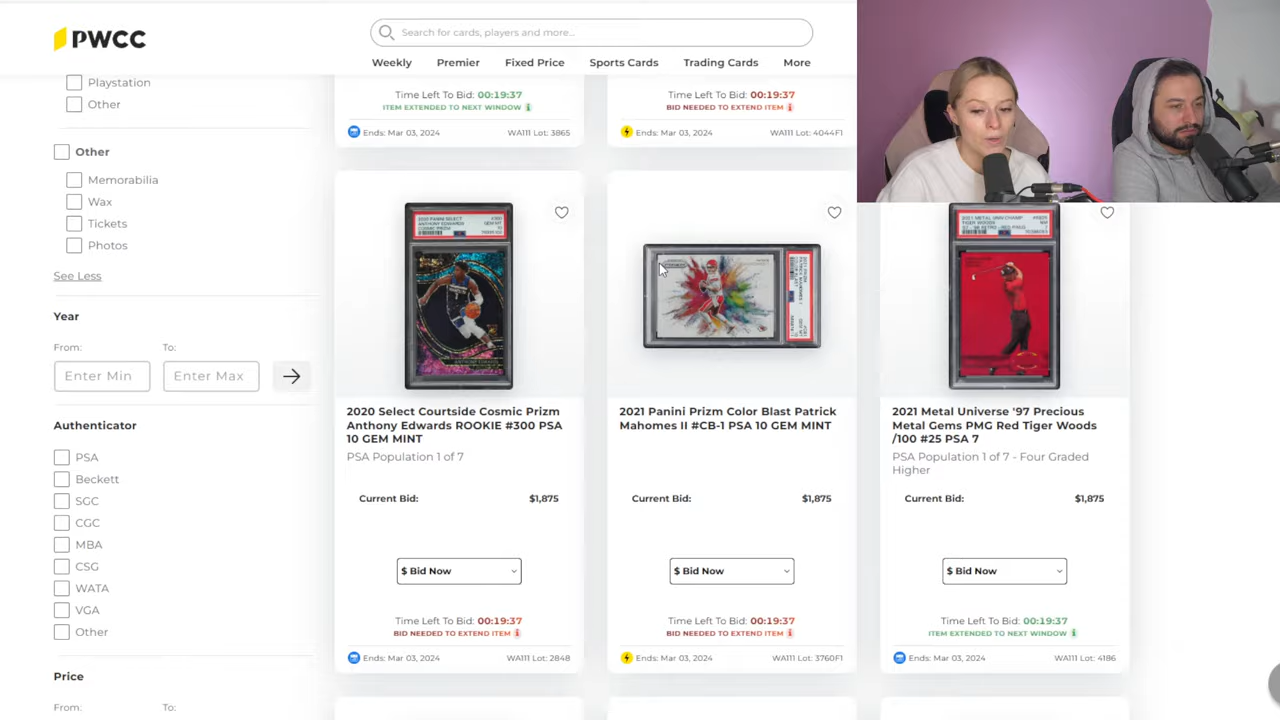 PWCC
Search for cards, players and more...
Weekly
Premier
Fixed Price
Sports Cards
Trading Cards
More
Playstation
Other
Other
Memorabilia
Wax
Tickets
Photos
See Less
Year
From:
To:
Enter Min
Enter Max
Authenticator
PSA
Beckett
SGC
CGC
MBA
CSG
WATA
VGA
Other
Price
From:
To:
Time Left To Bid: 00:19:37
ITEM EXTENDED TO NEXT WINDOW
Ends: Mar 03, 2024
WA111 Lot: 3865
Time Left To Bid: 00:19:37
BID NEEDED TO EXTEND ITEM
Ends: Mar 03, 2024
WA111 Lot: 4044F1
2020 Select Courtside Cosmic Prizm
Anthony Edwards ROOKIE #300 PSA
10 GEM MINT
PSA Population 1 of 7
Current Bid:
$1,875
$ Bid Now
Time Left To Bid: 00:19:37
BID NEEDED TO EXTEND ITEM
Ends: Mar 03, 2024
WA111 Lot: 2848
2021 Panini Prizm Color Blast Patrick
Mahomes II #CB-1 PSA 10 GEM MINT
Current Bid:
$1,875
$ Bid Now
Time Left To Bid: 00:19:37
BID NEEDED TO EXTEND ITEM
Ends: Mar 03, 2024
WA111 Lot: 3760F1
2021 Metal Universe '97 Precious
Metal Gems PMG Red Tiger Woods
/100 #25 PSA 7
PSA Population 1 of 7 - Four Graded
Higher
Current Bid:
$1,875
$ Bid Now
Time Left To Bid: 00:19:37
ITEM EXTENDED TO NEXT WINDOW
Ends: Mar 03, 2024
WA111 Lot: 4186